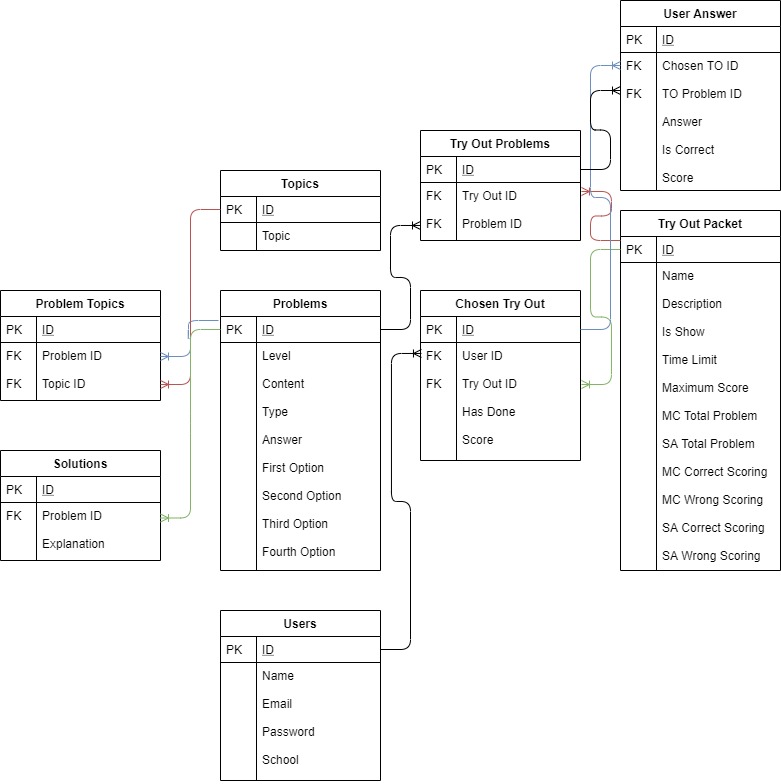 User Answer
PK ID
FK Chosen TO ID
FK TO Problem ID
Answer
Is Correct
Score
Try Out Problems
PK ID
FK Try Out ID
FK Problem ID
Topics
PK ID
Topic
Try Out Packet
PK ID
Name
Description
Is Show
Time Limit
Maximum Score
MC Total Problem
SA Total Problem
MC Correct Scoring
MC Wrong Scoring
SA Correct Scoring
SA Wrong Scoring
Problem Topics
PK ID
FK Problem ID
FK Topic ID
Problems
PK ID
Level
Content
Type
Answer
First Option
Second Option
Third Option
Fourth Option
Chosen Try Out
PK ID
FK User ID
FK Try Out ID
Has Done
Score
Solutions
PK ID
FK Problem ID
Explanation
Users
PK ID
Name
Email
Password
School